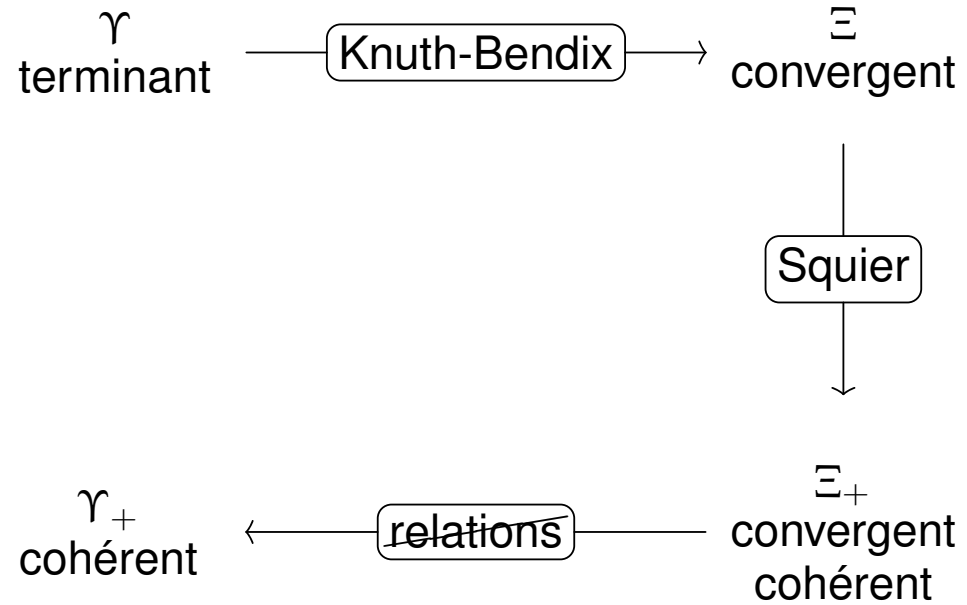 ϒ
terminant
Knuth-Bendix
Ξ
convergent
Squier
ϒ₊
cohérent
relations
Ξ₊
convergent
cohérent